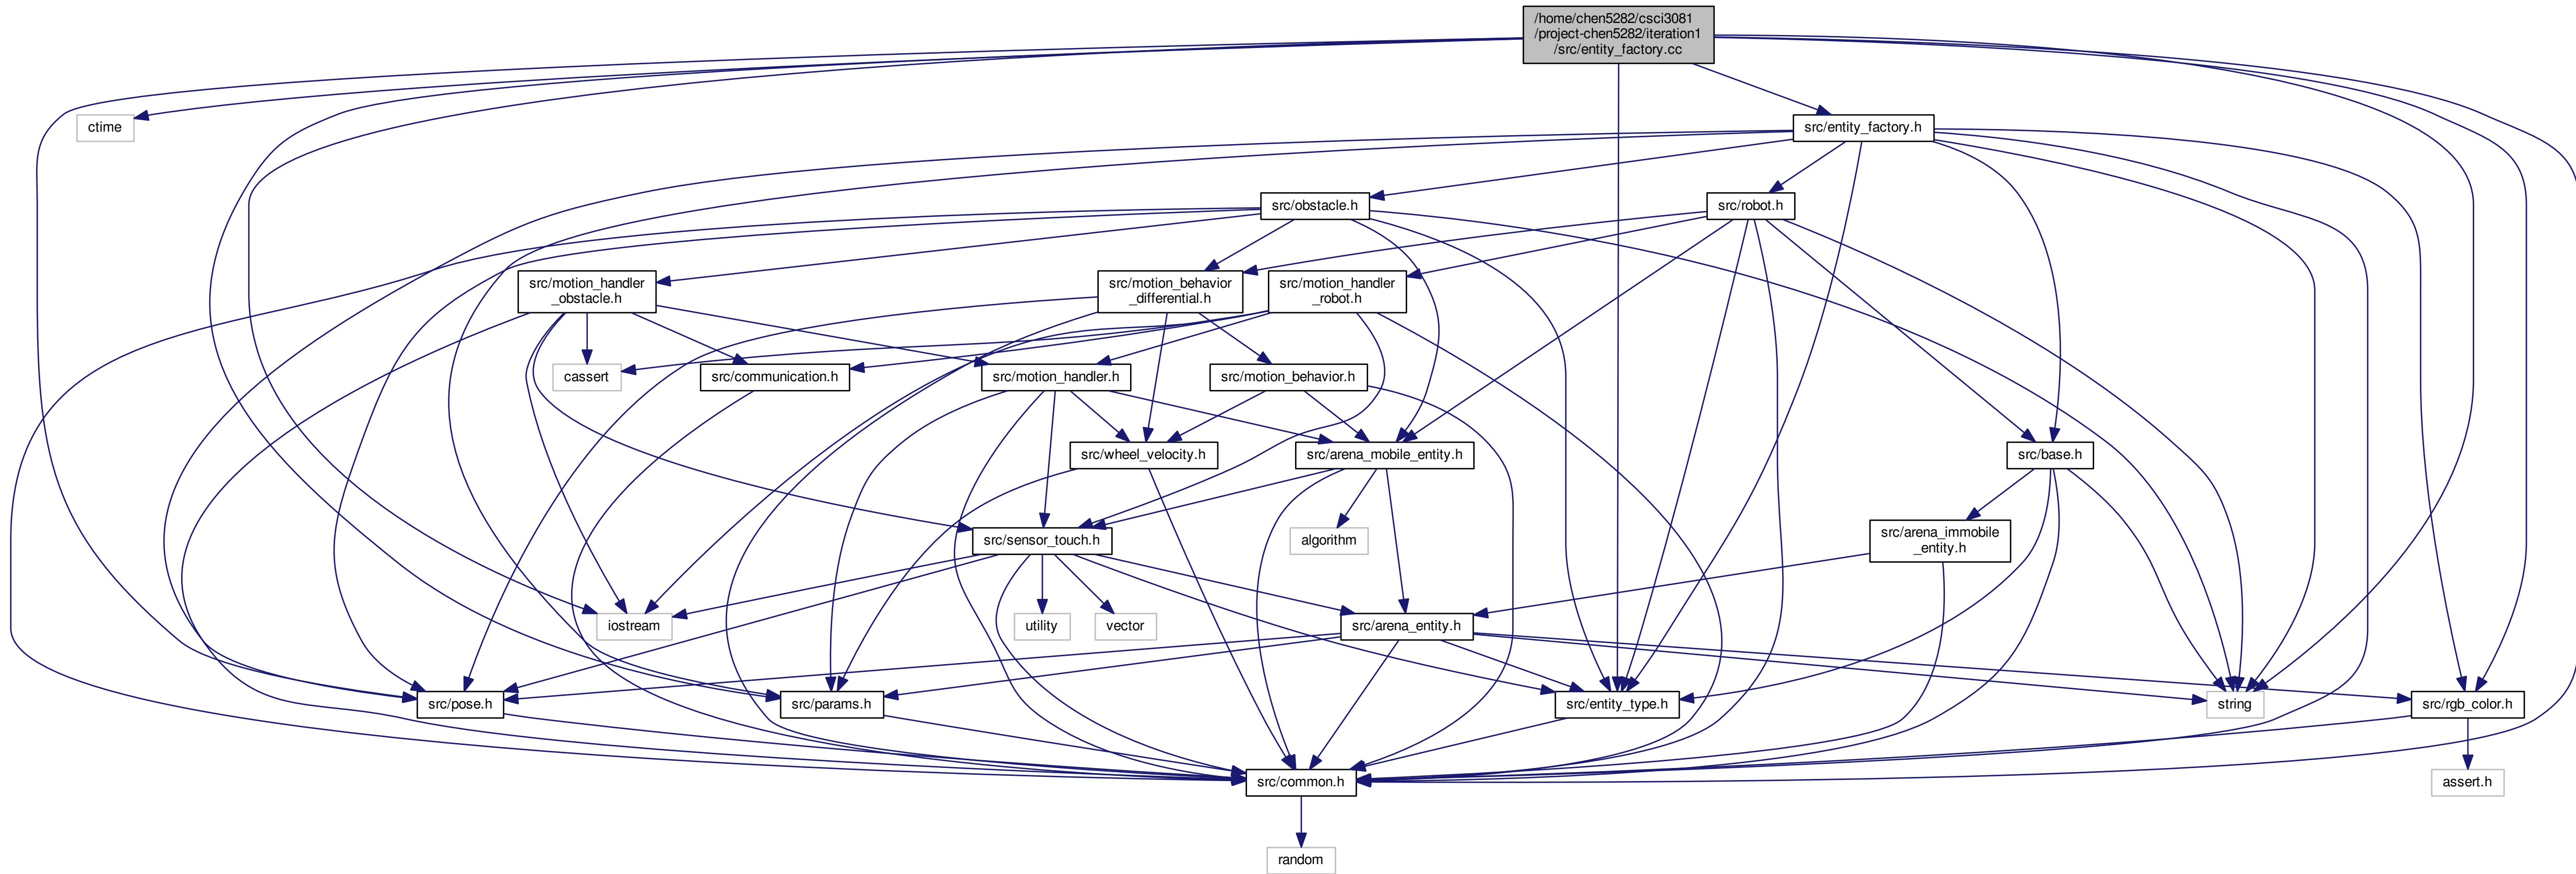 /home/chen5282/csci3081
/project-chen5282/iteration1
/src/entity_factory.cc
ctime
src/entity_factory.h
src/obstacle.h
src/robot.h
src/motion_handler
_obstacle.h
src/motion_behavior
_differential.h
src/motion_handler
_robot.h
cassert
src/communication.h
src/motion_handler.h
src/motion_behavior.h
src/wheel_velocity.h
src/arena_mobile_entity.h
src/base.h
src/sensor_touch.h
algorithm
src/arena_immobile
_entity.h
iostream
utility
vector
src/arena_entity.h
src/pose.h
src/params.h
src/entity_type.h
string
src/rgb_color.h
src/common.h
assert.h
random